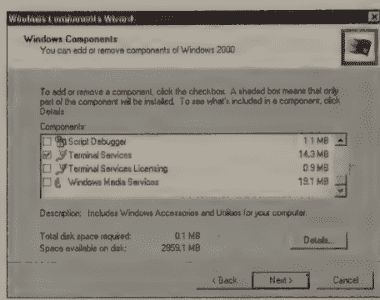 Windows Components Wizard
Windows Components
You can add or remove components of Windows 2000
To add or remove a component, click the checkbox. A shaded box means that only
part of the component will be installed. To see what's included in a component, click
Details
Components:
Script Debugger 1.1 MB
Terminal Services 14.3 MB
Terminal Services Licensing 0.9 MB
Windows Media Services 19.1 MB
Description: Includes Windows Accessories and Utilities for your computer.
Total disk space required: 0.1 MB
Space available on disk: 2959.1 MB
Details...
< Back
Next >
Cancel